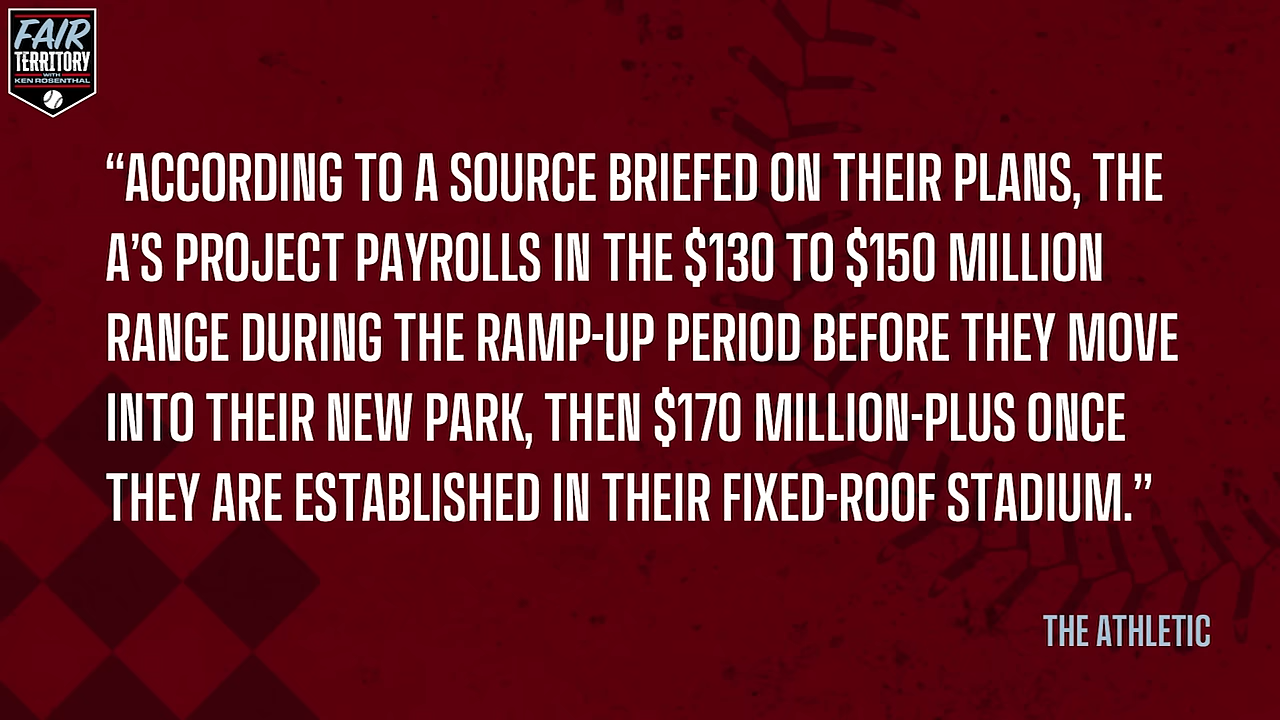 FAIR
TERRITORY
WITH
KEN ROSENTHAL
“ACCORDING TO A SOURCE BRIEFED ON THEIR PLANS, THE
A’S PROJECT PAYROLLS IN THE $130 TO $150 MILLION
RANGE DURING THE RAMP-UP PERIOD BEFORE THEY MOVE
INTO THEIR NEW PARK, THEN $170 MILLION-PLUS ONCE
THEY ARE ESTABLISHED IN THEIR FIXED-ROOF STADIUM.”
THE ATHLETIC